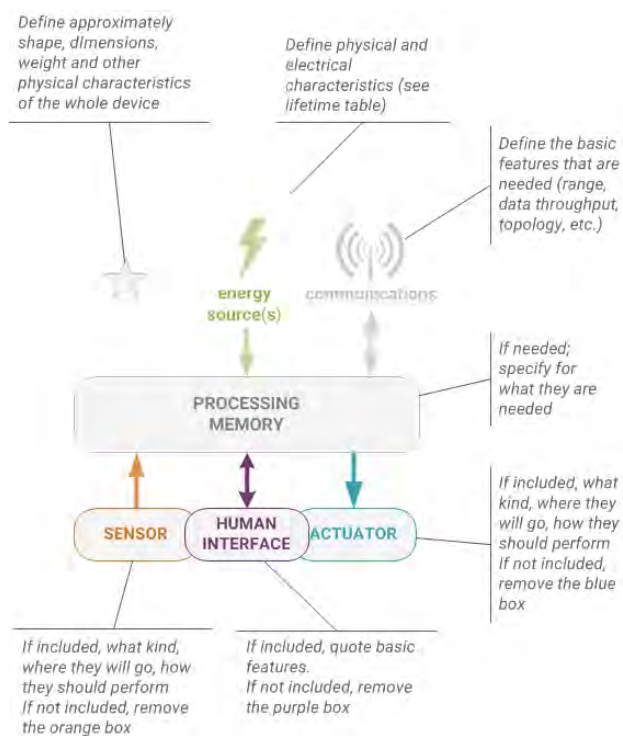 Define approximately
shape, dimensions,
weight and other
physical characteristics
of the whole device
Define physical and
electrical
characteristics (see
lifetime table)
Define the basic
features that are
needed (range,
data throughput,
topology, etc.)
energy
source(s)
communications
If needed;
specify for
what they are
needed
PROCESSING
MEMORY
SENSOR
HUMAN
INTERFACE
ACTUATOR
If included, what
kind, where they
will go, how they
should perform
If not included,
remove the blue
box
If included, what kind,
where they will go, how
they should perform
If not included, remove
the orange box
If included, quote basic
features.
If not included, remove
the purple box